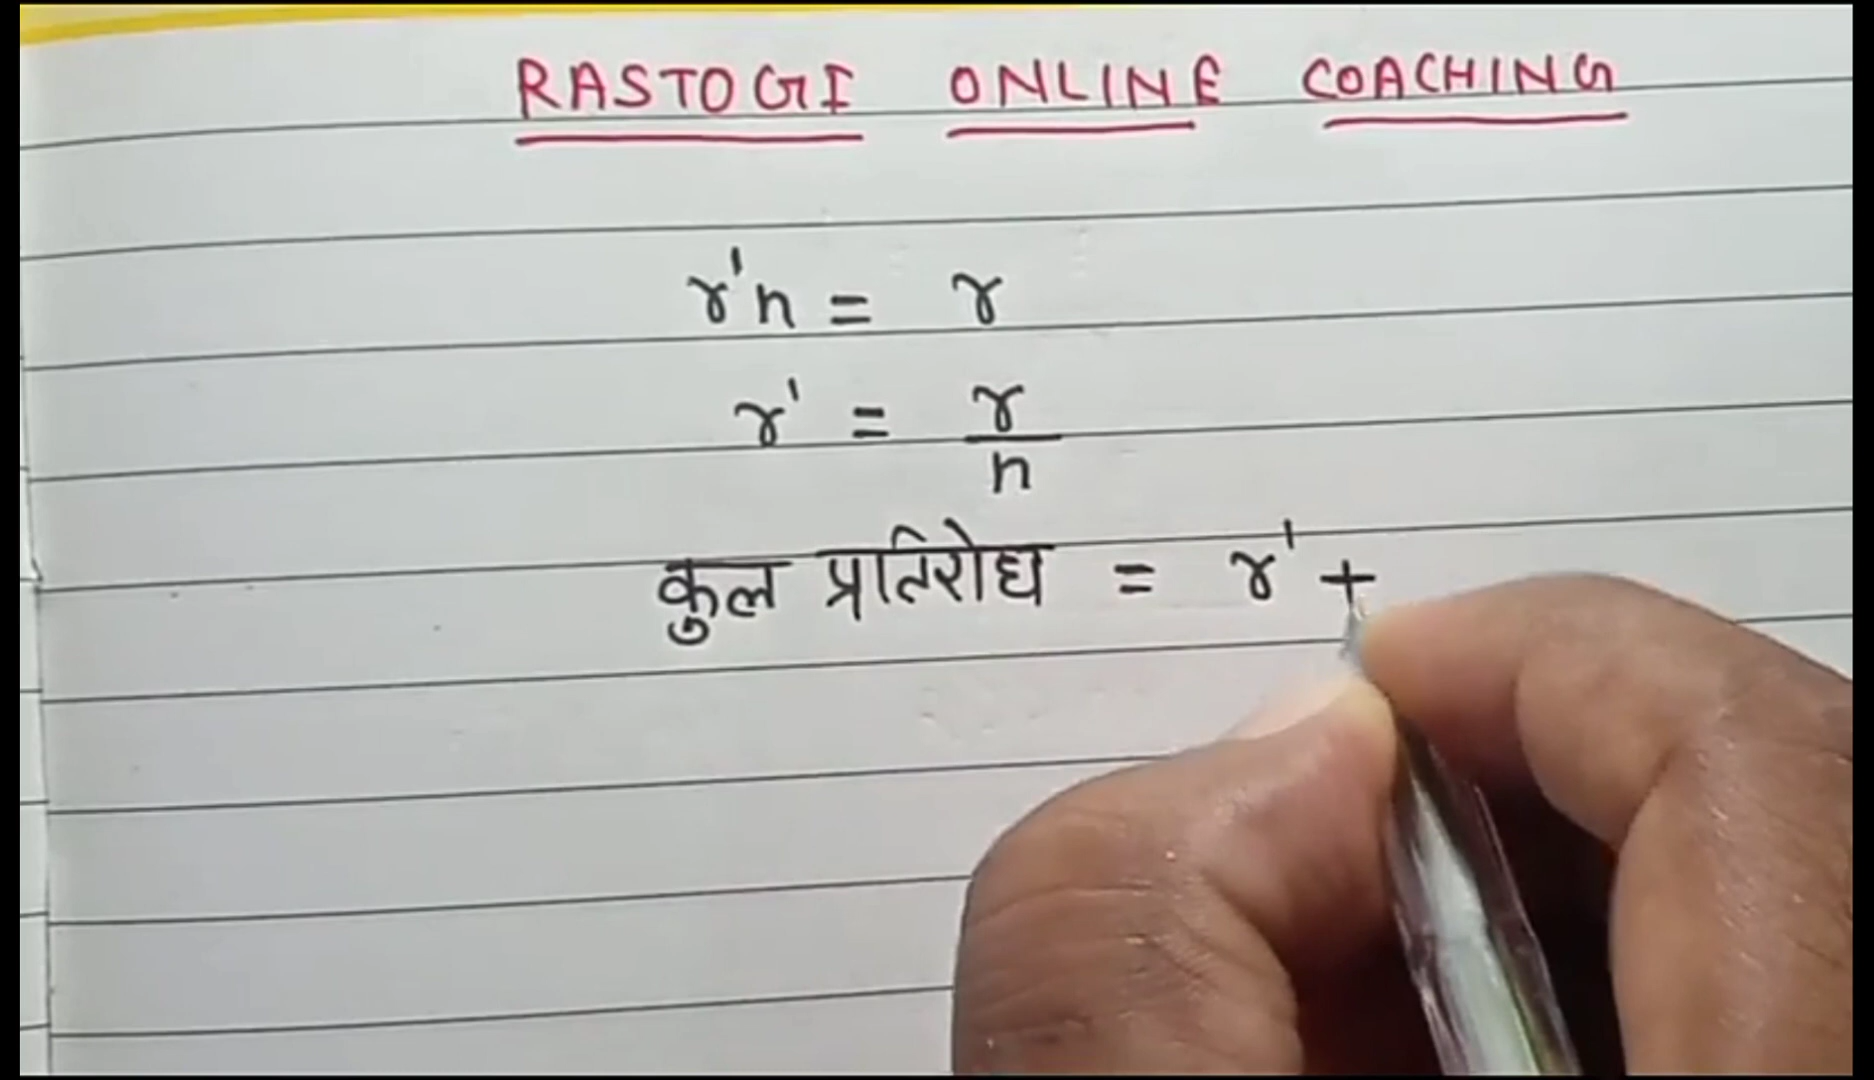 RASTOGI ONLINE COACHING
r'n = r
r' = r/n
कुल प्रतिरोध = r' +